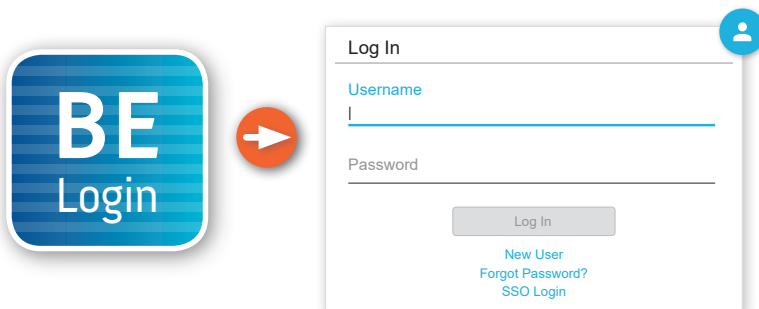 BE
Login
Log In
Username
Password
Log In
New User
Forgot Password?
SSO Login